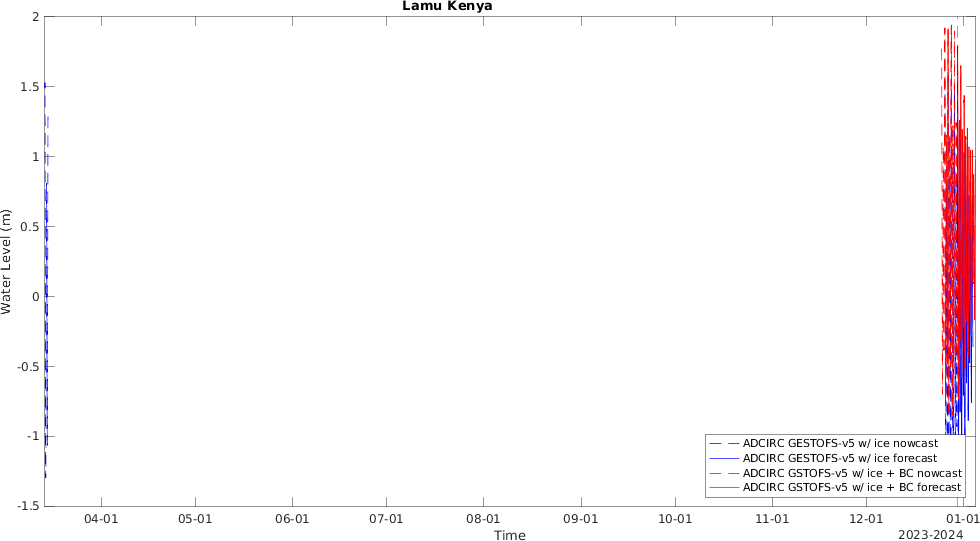 Lamu Kenya
Water Level (m)
2
1.5
1
0.5
0
-0.5
-1
-1.5
ADCIRC GESTOFS-v5 w/ ice nowcast
ADCIRC GESTOFS-v5 w/ ice forecast
ADCIRC GSTOFS-v5 w/ ice + BC nowcast
ADCIRC GSTOFS-v5 w/ ice + BC forecast
04-01 05-01 06-01 07-01 08-01 09-01 10-01 11-01 12-01 01-01
Time
2023-2024